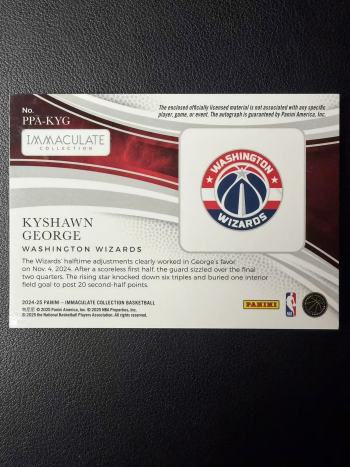 No.
PPA-KYG
IMMACULATE
COLLECTION
The enclosed officially licensed material is not associated with any specific
player, game, or event. The autograph is guaranteed by Panini America, Inc.
WASHINGTON
WIZARDS
KYSHAWN
GEORGE
WASHINGTON WIZARDS
The Wizards' halftime adjustments clearly worked in George's favor
on Nov. 4, 2024. After a scoreless first half, the guard sizzled over the final
two quarters. The rising star knocked down six triples and buried one interior
field goal to post 20 second-half points.
2024-25 PANINI – IMMACULATE COLLECTION BASKETBALL
© 2025 Panini America, Inc. © 2025 NBA Properties, Inc.
© 2025 the National Basketball Players Association. All rights reserved.
PANINI